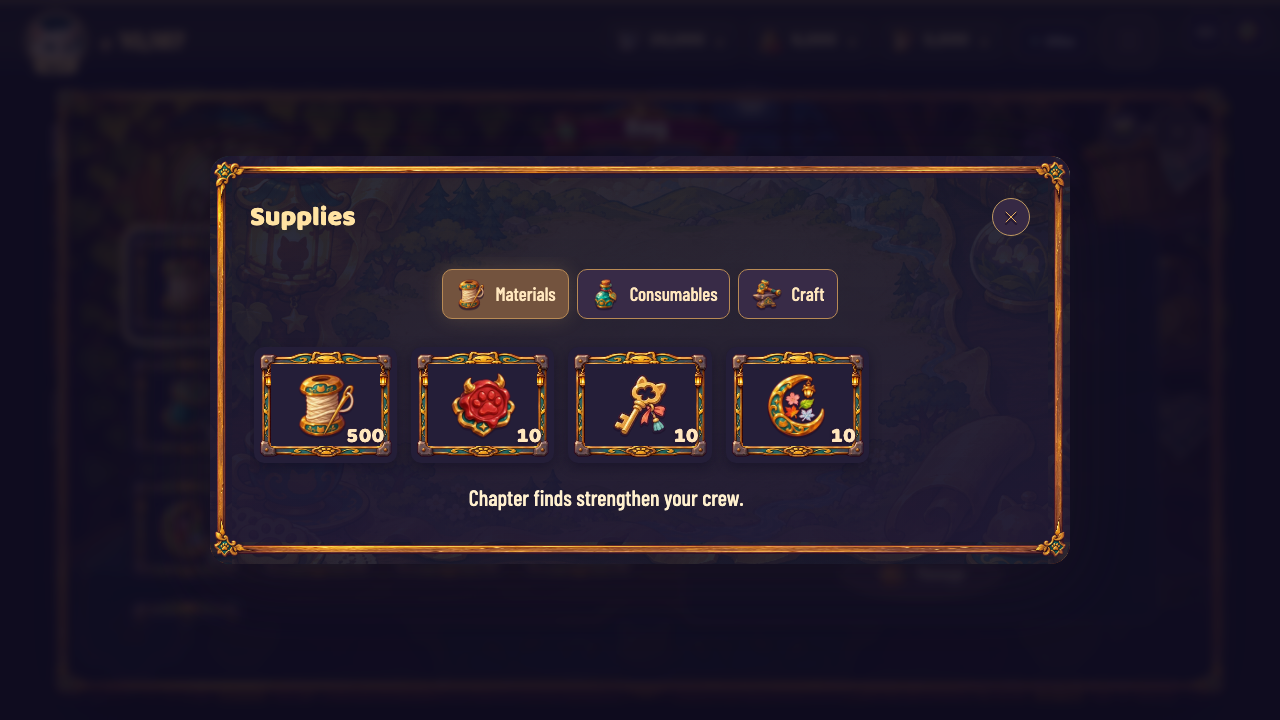 Supplies
Materials
Consumables
Craft
500
10
10
10
Chapter finds strengthen your crew.